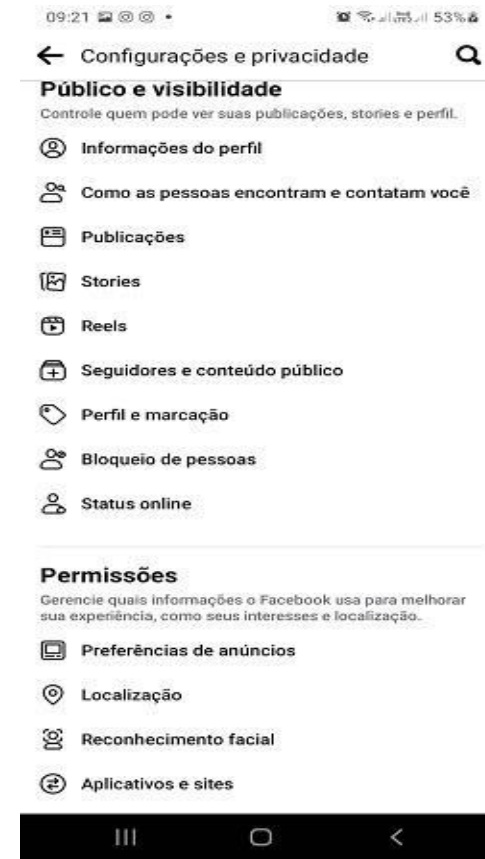 09:21
53%
Configurações e privacidade
Público e visibilidade
Controle quem pode ver suas publicações, stories e perfil.
Informações do perfil
Como as pessoas encontram e contatam você
Publicações
Stories
Reels
Seguidores e conteúdo público
Perfil e marcação
Bloqueio de pessoas
Status online
Permissões
Gerencie quais informações o Facebook usa para melhorar
sua experiência, como seus interesses e localização.
Preferências de anúncios
Localização
Reconhecimento facial
Aplicativos e sites